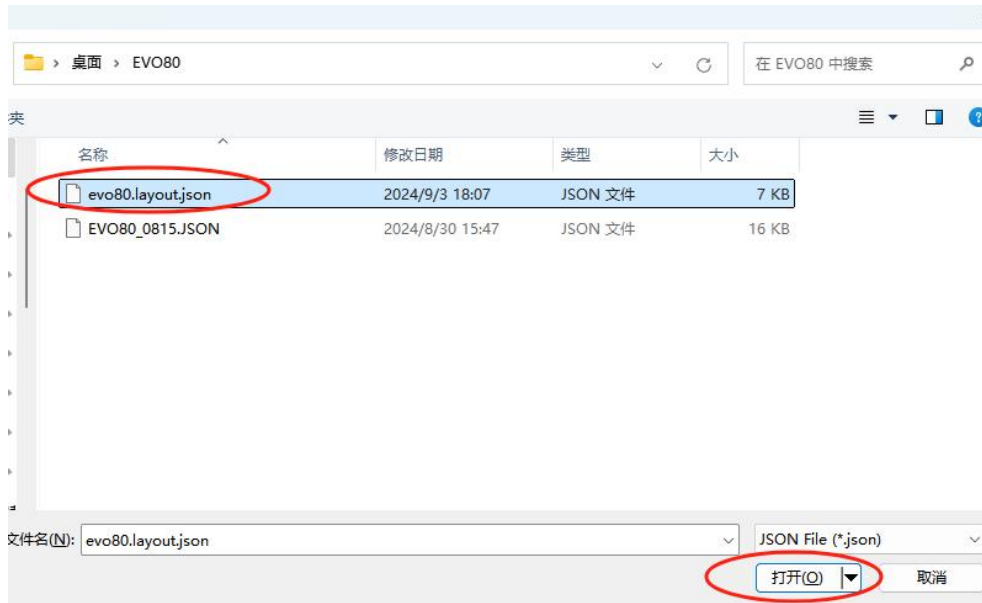 桌面 › EVO80
在 EVO80 中搜索
夹
名称 修改日期 类型 大小
evo80.layout.json 2024/9/3 18:07 JSON 文件 7 KB
EVO80_0815.JSON 2024/8/30 15:47 JSON 文件 16 KB
文件名(N): evo80.layout.json JSON File (*.json)
打开(O) 取消